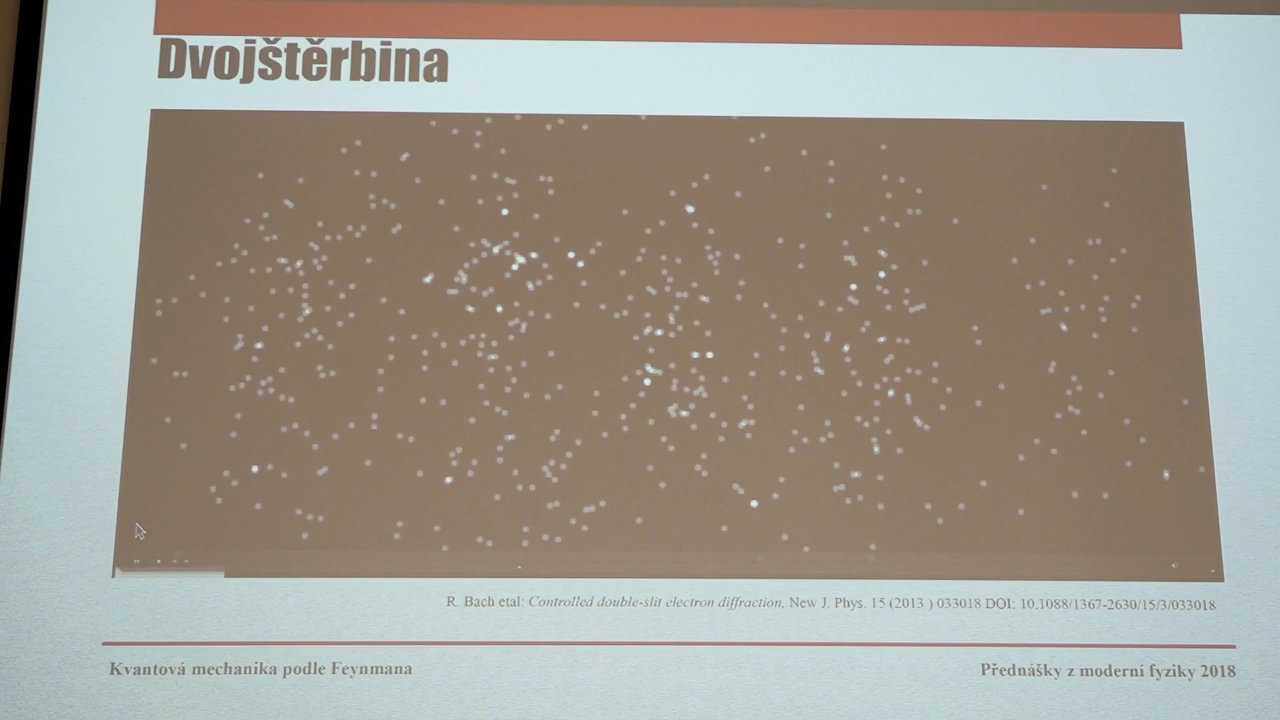 Dvojštěrbina
R. Bach etal: Controlled double-slit electron diffraction, New J. Phys. 15 (2013 ) 033018 DOI: 10.1088/1367-2630/15/3/033018
Kvantová mechanika podle Feynmana
Přednášky z moderní fyziky 2018